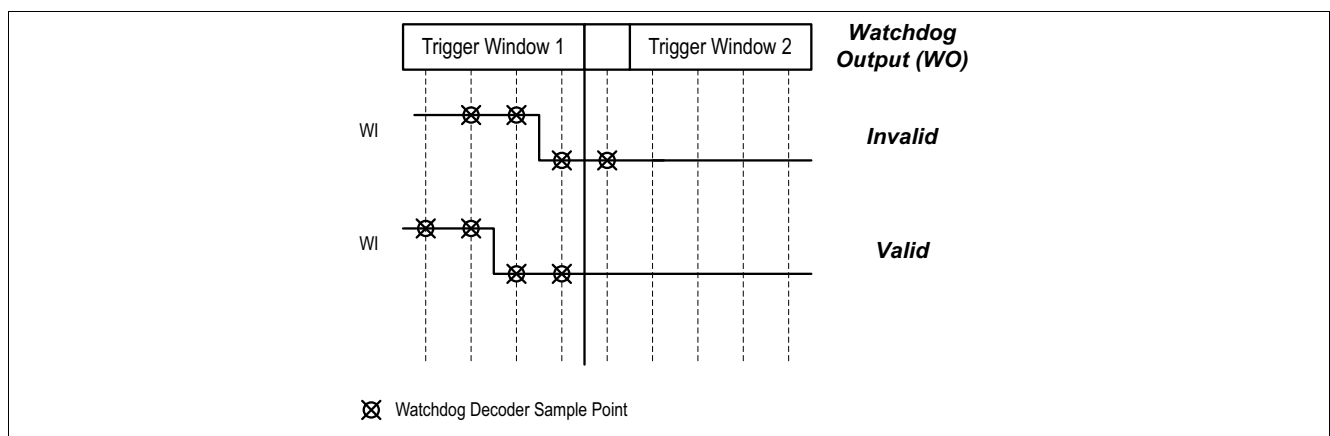 Trigger Window 1
Trigger Window 2
Watchdog
Output (WO)
WI
Invalid
WI
Valid
Watchdog Decoder Sample Point